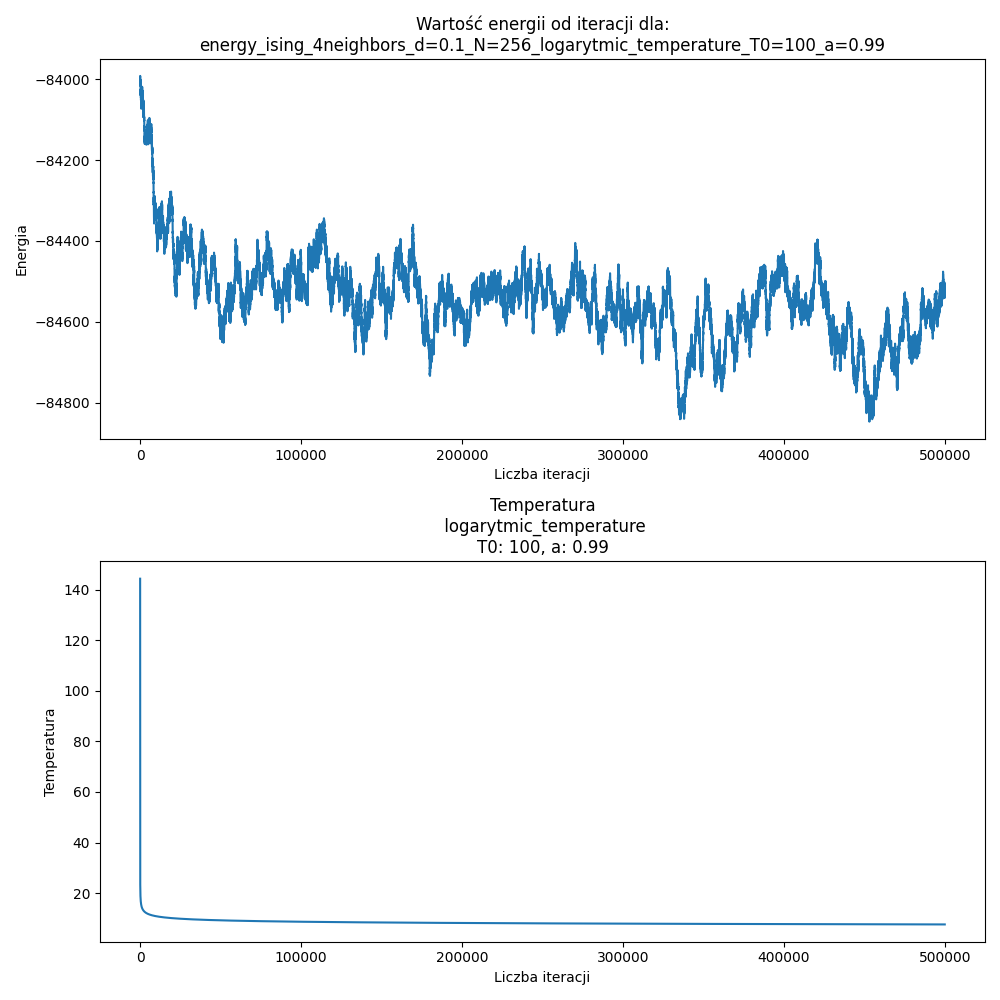 Wartość energii od iteracji dla:
energy_ising_4neighbors_d=0.1_N=256_logarytmic_temperature_T0=100_a=0.99
−84000
−84200
−84400
−84600
−84800
Energia
0
100000
200000
300000
400000
500000
Liczba iteracji
Temperatura
logarytmic_temperature
T0: 100, a: 0.99
140
120
100
80
60
40
20
Temperatura
0
100000
200000
300000
400000
500000
Liczba iteracji